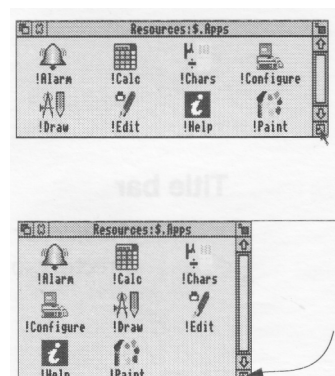 Resources:$.Apps
!Alarm !Calc !Chars !Configure
!Draw !Edit !Help !Paint
Title bar
Resources:$.Apps
!Alarm !Calc !Chars
!Configure !Draw !Edit
!Help !Paint